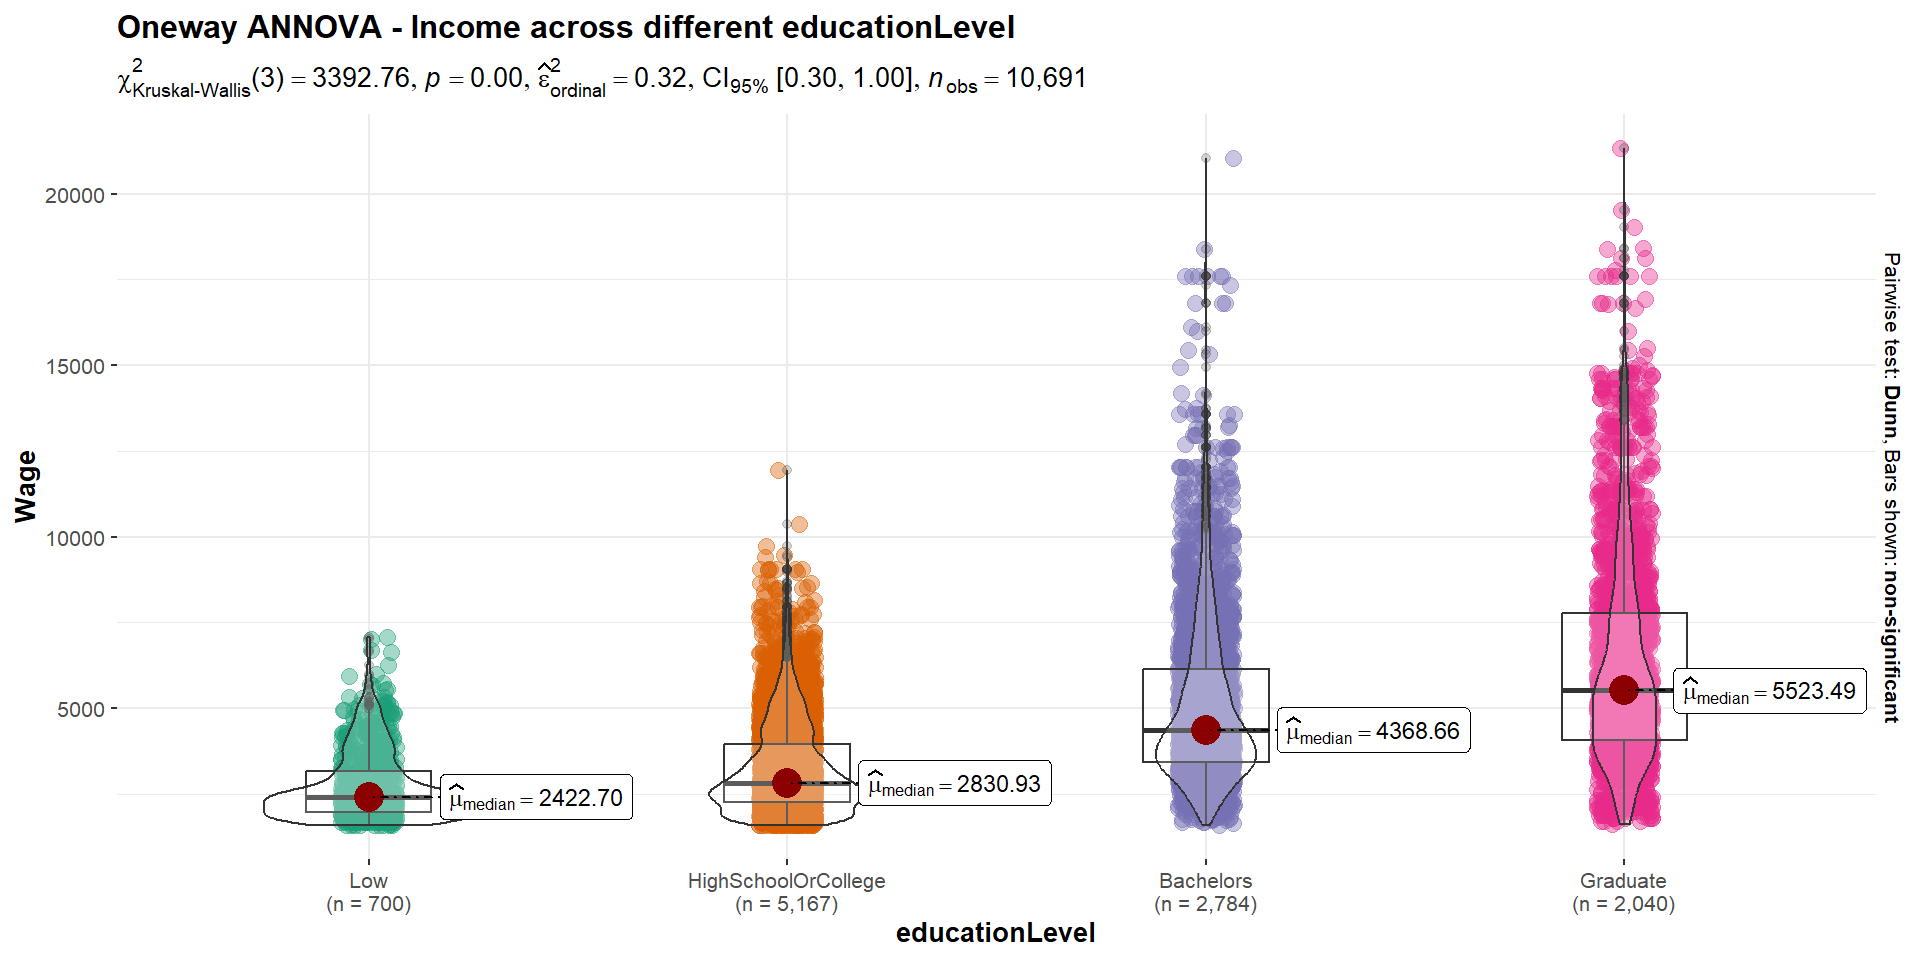 Oneway ANNOVA - Income across different educationLevel
χ²Kruskal-Wallis(3) = 3392.76, p = 0.00, ε̂²ordinal = 0.32, CI95% [0.30, 1.00], nobs = 10,691
20000
15000
10000
5000
Wage
μ̂median = 2422.70
μ̂median = 2830.93
μ̂median = 4368.66
μ̂median = 5523.49
Pairwise test: Dunn, Bars shown: non-significant
Low
(n = 700)
HighSchoolOrCollege
(n = 5,167)
Bachelors
(n = 2,784)
Graduate
(n = 2,040)
educationLevel